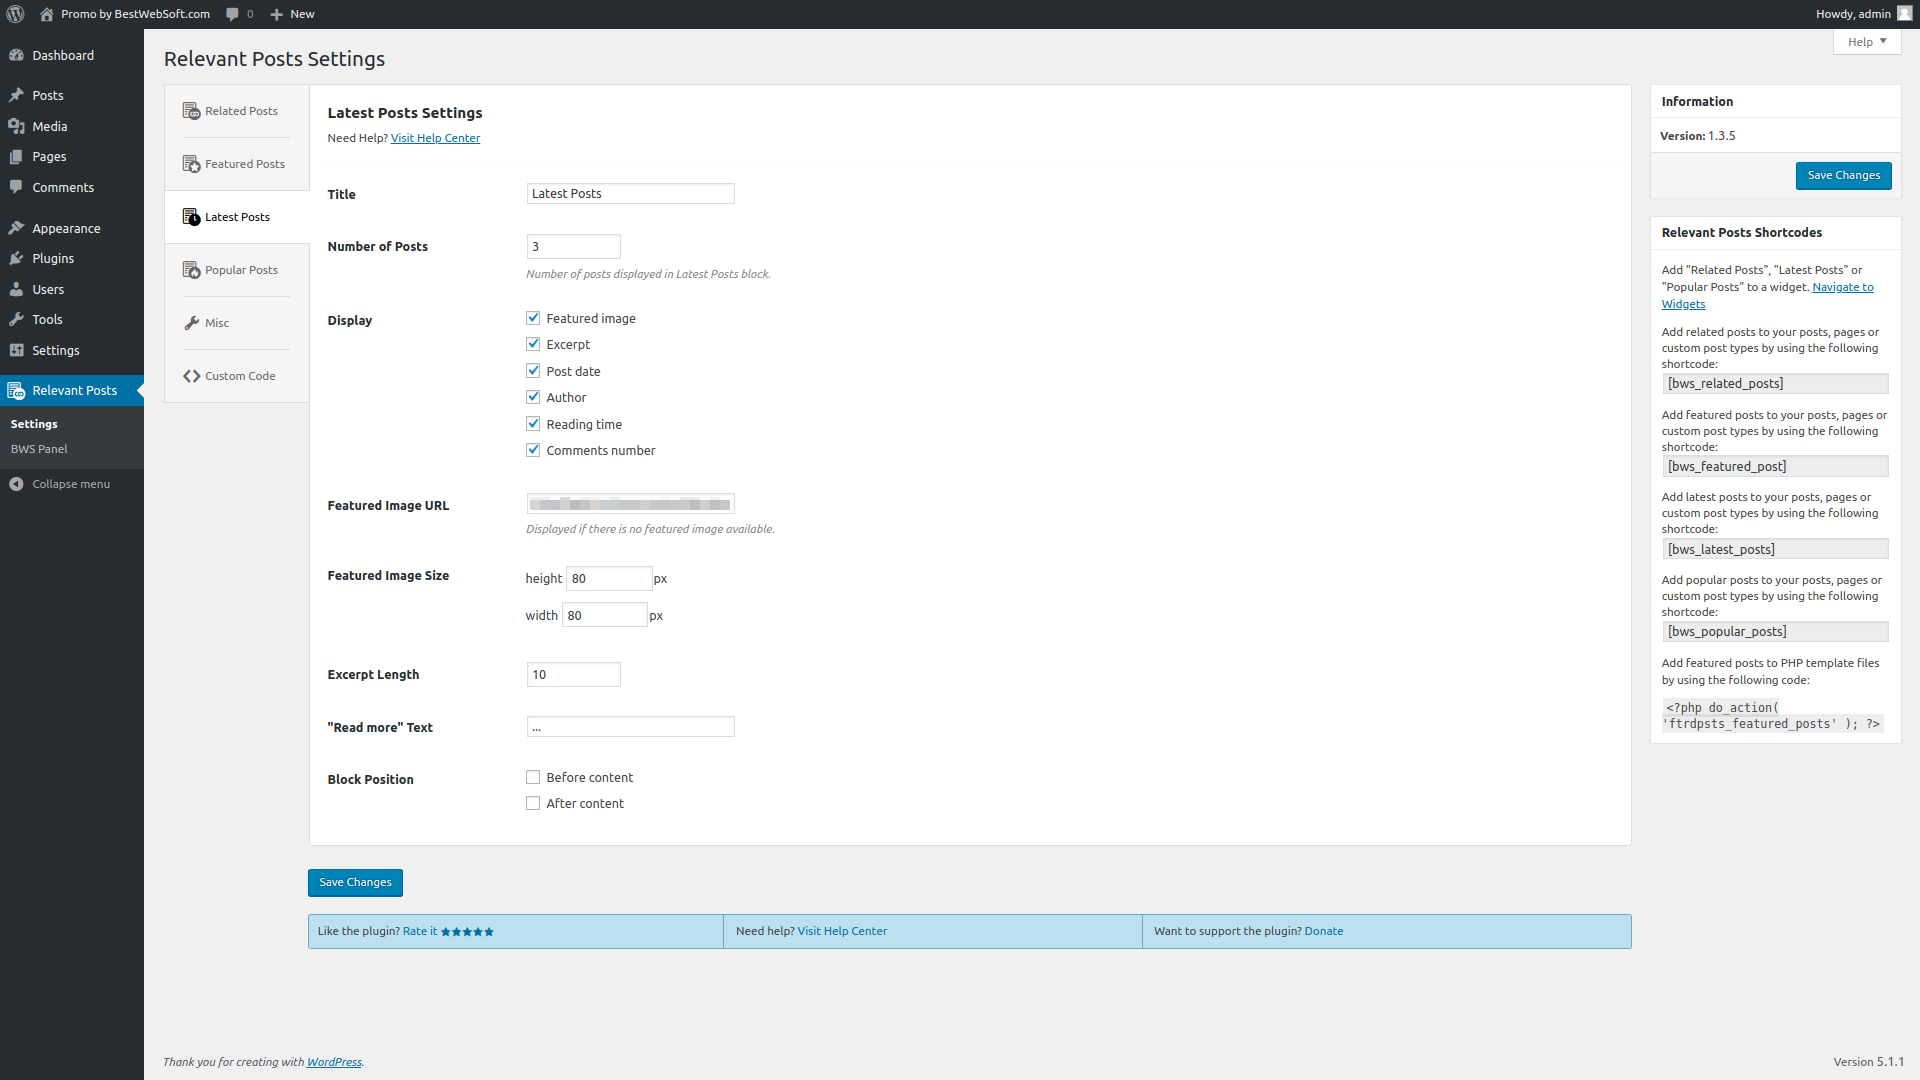 Promo by BestWebSoft.com 0 New Howdy, admin
Help
Dashboard
Posts
Media
Pages
Comments
Appearance
Plugins
Users
Tools
Settings
Relevant Posts
Settings
BWS Panel
Collapse menu
Relevant Posts Settings
Related Posts
Featured Posts
Latest Posts
Popular Posts
Misc
Custom Code
Latest Posts Settings
Need Help? Visit Help Center
Title Latest Posts
Number of Posts 3
Number of posts displayed in Latest Posts block.
Display Featured image
Excerpt
Post date
Author
Reading time
Comments number
Featured Image URL
Displayed if there is no featured image available.
Featured Image Size height 80 px
width 80 px
Excerpt Length 10
"Read more" Text ...
Block Position Before content
After content
Save Changes
Like the plugin? Rate it Need help? Visit Help Center Want to support the plugin? Donate
Information
Version: 1.3.5
Save Changes
Relevant Posts Shortcodes
Add "Related Posts", "Latest Posts" or
"Popular Posts" to a widget. Navigate to
Widgets
Add related posts to your posts, pages or
custom post types by using the following
shortcode:
[bws_related_posts]
Add featured posts to your posts, pages or
custom post types by using the following
shortcode:
[bws_featured_post]
Add latest posts to your posts, pages or
custom post types by using the following
shortcode:
[bws_latest_posts]
Add popular posts to your posts, pages or
custom post types by using the following
shortcode:
[bws_popular_posts]
Add featured posts to PHP template files
by using the following code:
<?php do_action(
'ftrdpsts_featured_posts' ); ?>
Thank you for creating with WordPress. Version 5.1.1